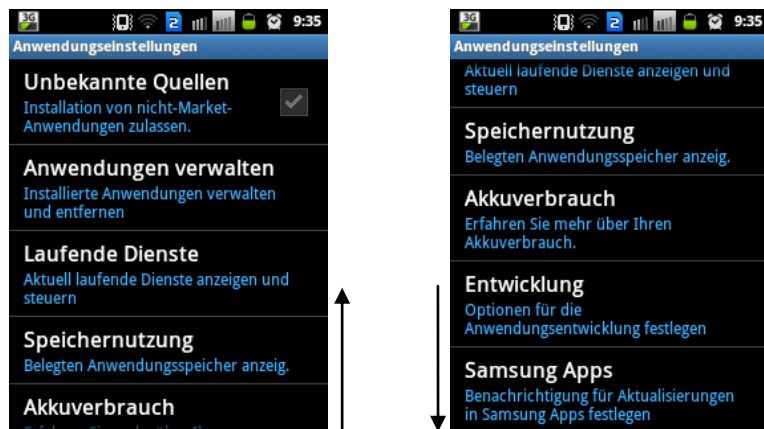 3G 2 9:35
Anwendungseinstellungen
Unbekannte Quellen
Installation von nicht-Market-
Anwendungen zulassen.
Anwendungen verwalten
Installierte Anwendungen verwalten
und entfernen
Laufende Dienste
Aktuell laufende Dienste anzeigen und
steuern
Speichernutzung
Belegten Anwendungsspeicher anzeig.
Akkuverbrauch
3G 2 9:35
Anwendungseinstellungen
Aktuell laufende Dienste anzeigen und
steuern
Speichernutzung
Belegten Anwendungsspeicher anzeig.
Akkuverbrauch
Erfahren Sie mehr über Ihren
Akkuverbrauch.
Entwicklung
Optionen für die
Anwendungsentwicklung festlegen
Samsung Apps
Benachrichtigung für Aktualisierungen
in Samsung Apps festlegen